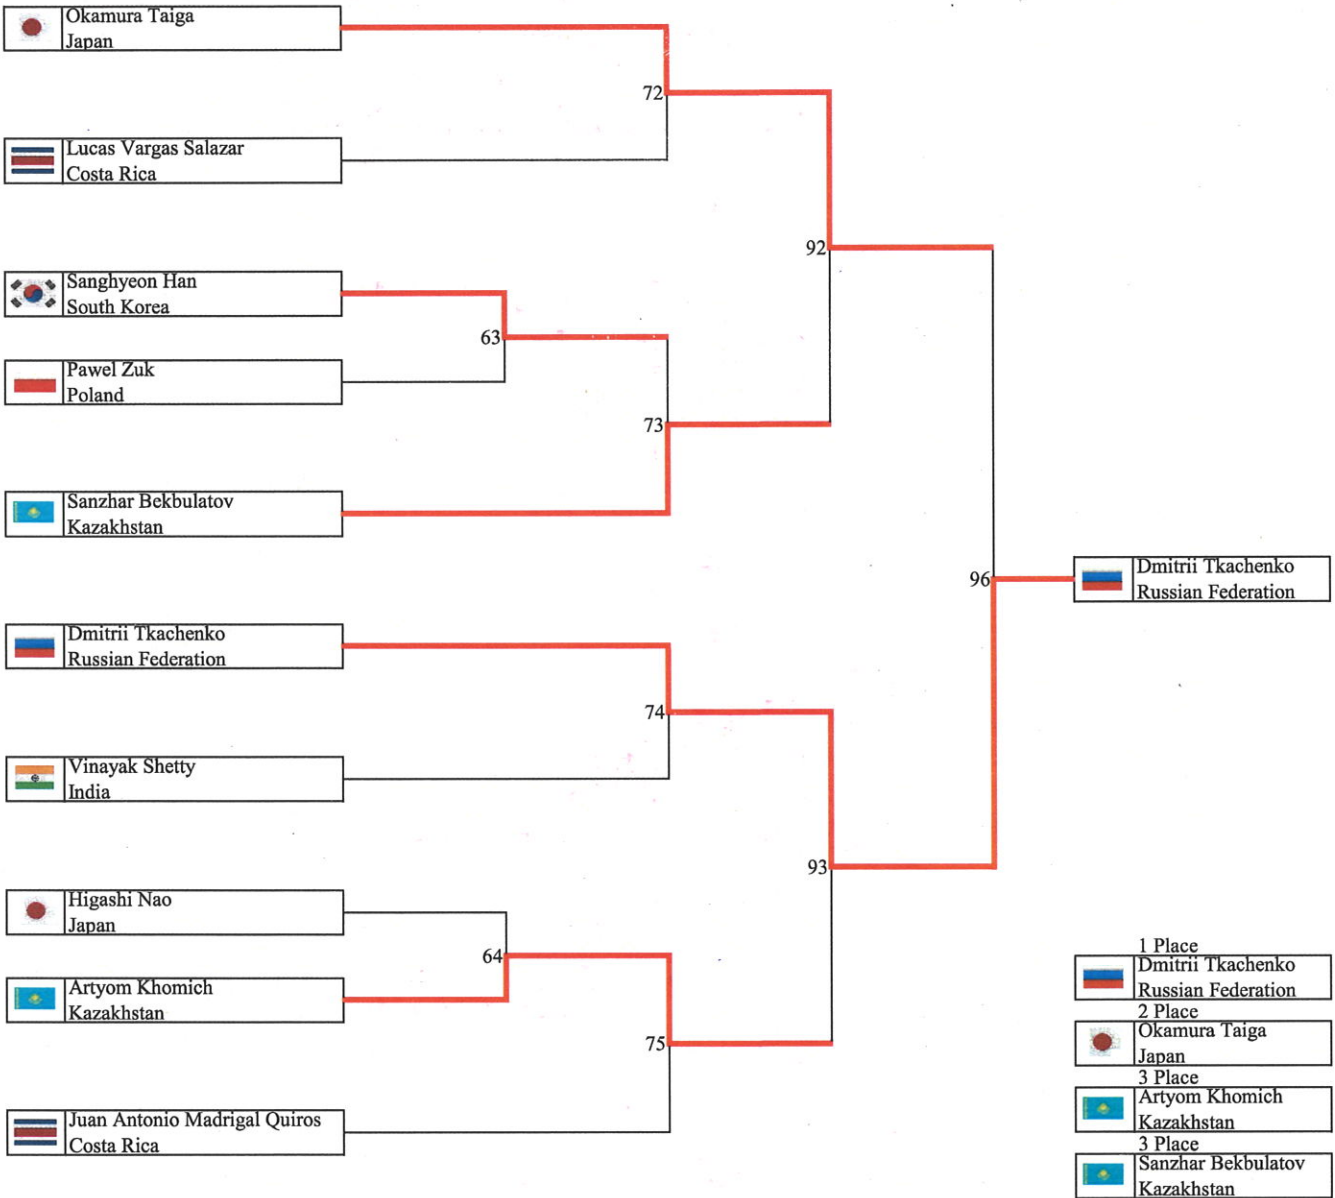 Okamura Taiga
Japan
72
Lucas Vargas Salazar
Costa Rica
92
Sanghyeon Han
South Korea
63
Pawel Zuk
Poland
73
Sanzhar Bekbulatov
Kazakhstan
96
Dmitrii Tkachenko
Russian Federation
Dmitrii Tkachenko
Russian Federation
74
Vinayak Shetty
India
93
Higashi Nao
Japan
64
Artyom Khomich
Kazakhstan
75
Juan Antonio Madrigal Quiros
Costa Rica
1 Place
Dmitrii Tkachenko
Russian Federation
2 Place
Okamura Taiga
Japan
3 Place
Artyom Khomich
Kazakhstan
3 Place
Sanzhar Bekbulatov
Kazakhstan